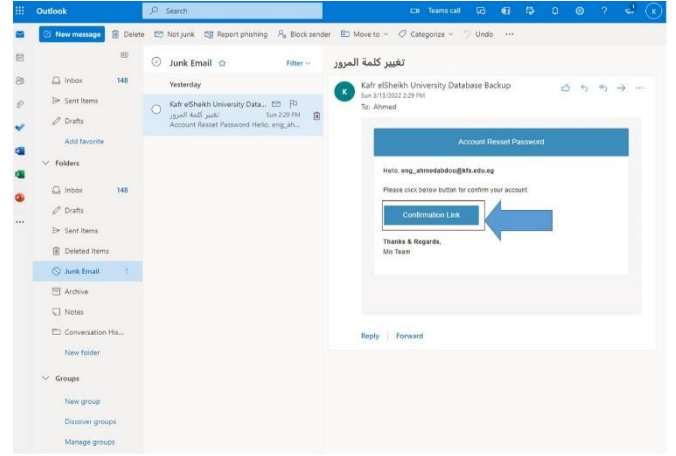 Outlook
Search
Teams call
New message
Delete
Not junk
Report phishing
Block sender
Move to
Categorize
Undo
Inbox 148
Sent Items
Drafts
Add favorite
Folders
Inbox 148
Drafts
Sent Items
Deleted Items
Junk Email 1
Archive
Notes
Conversation His...
New folder
Groups
New group
Discover groups
Manage groups
Junk Email
Filter
Yesterday
Kafr elSheikh University Data...
تغيير كلمة المرور Sun 2:29 PM
Account Resset Password Hello, eng_ah...
تغيير كلمة المرور
K
Kafr elSheikh University Database Backup
Sun 3/13/2022 2:29 PM
To: Ahmed
Account Resset Password
Hello, eng_ahmedabdou@kfs.edu.eg
Please click below button for confirm your account.
Confirmation Link
Thanks & Regards,
Mis Team
Reply
Forward